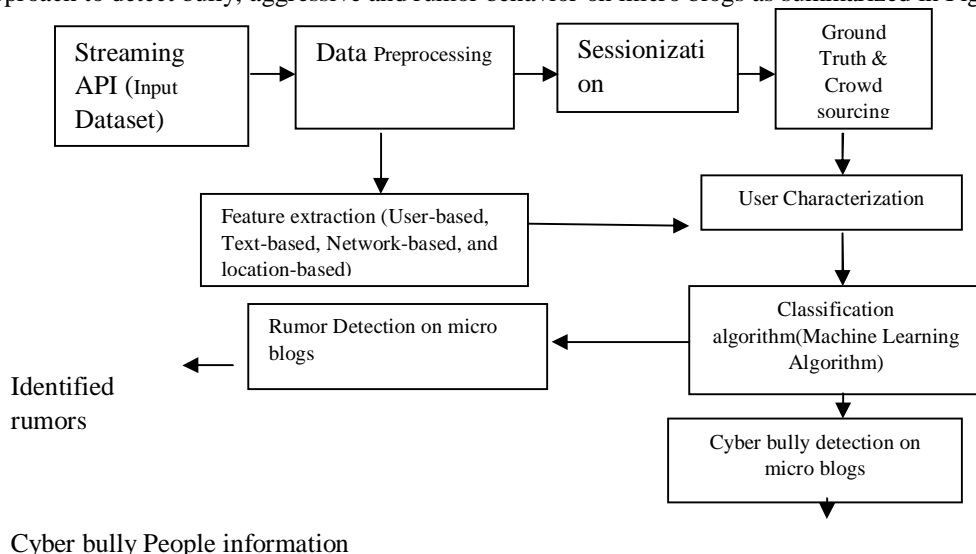 proach to detect bully, aggressive and rumor behavior on micro blogs as summarized in Fig
Streaming
API (Input
Dataset)
Data Preprocessing
Sessionizati
on
Ground
Truth &
Crowd
sourcing
Feature extraction (User-based,
Text-based, Network-based, and
location-based)
User Characterization
Classification
algorithm(Machine Learning
Algorithm)
Rumor Detection on micro
blogs
Identified
rumors
Cyber bully detection on
micro blogs
Cyber bully People information